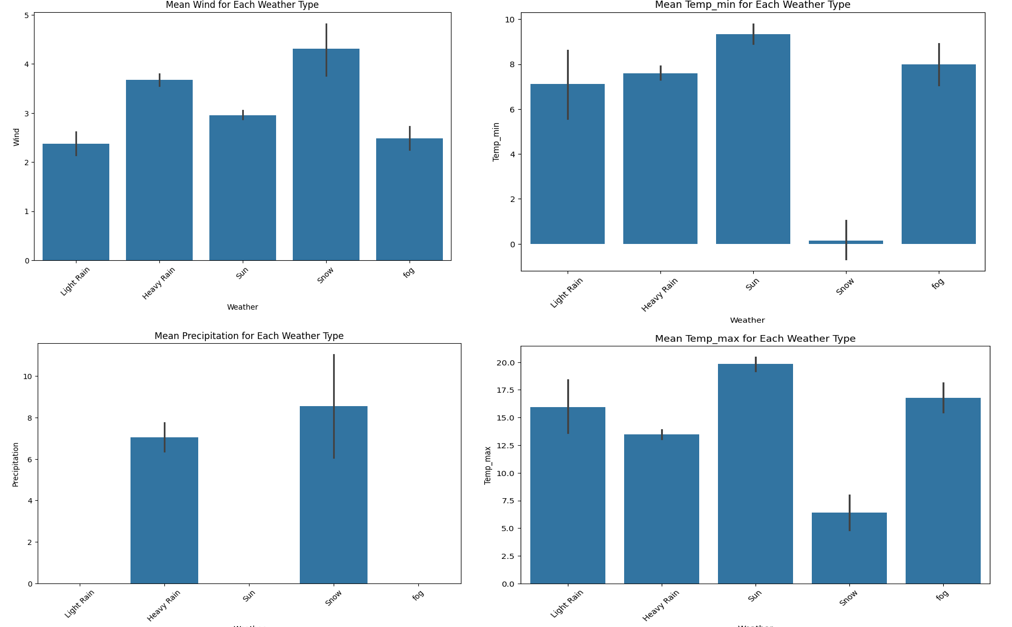 Mean Wind for Each Weather Type
5
4
3
2
1
0
Wind
Light Rain
Heavy Rain
Sun
Snow
fog
Weather
Mean Temp_min for Each Weather Type
10
8
6
4
2
0
Temp_min
Light Rain
Heavy Rain
Sun
Snow
fog
Weather
Mean Precipitation for Each Weather Type
10
8
6
4
2
0
Precipitation
Light Rain
Heavy Rain
Sun
Snow
fog
Mean Temp_max for Each Weather Type
20.0
17.5
15.0
12.5
10.0
7.5
5.0
2.5
0.0
Temp_max
Light Rain
Heavy Rain
Sun
Snow
fog